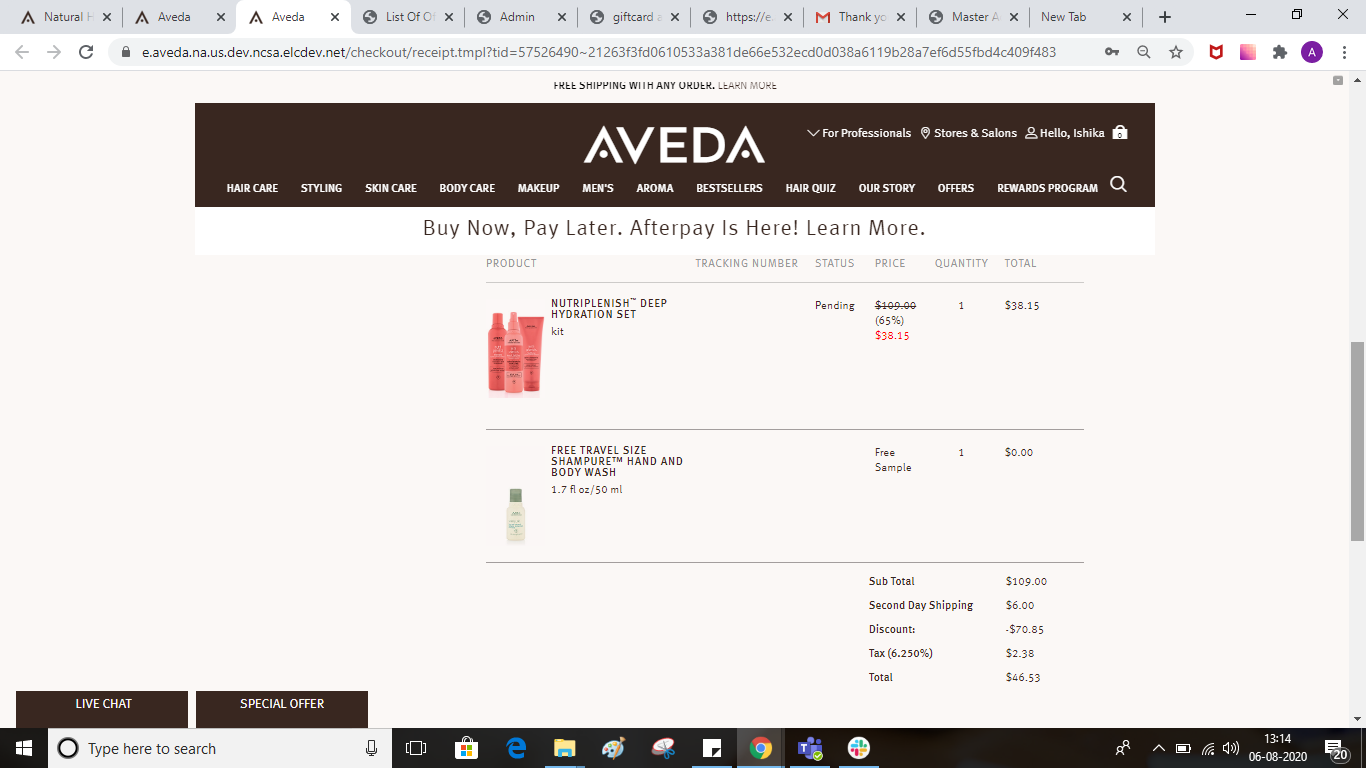 Natural H
Aveda
Aveda
List Of Of
Admin
giftcard a
https://e.
Thank yo
Master A
New Tab
e.aveda.na.us.dev.ncsa.elcdev.net/checkout/receipt.tmpl?tid=57526490~21263f3fd0610533a381de66e532ecd0d038a6119b28a7ef6d55fbd4c409f483
A
FREE SHIPPING WITH ANY ORDER. LEARN MORE
AVEDA
For Professionals
Stores & Salons
Hello, Ishika
0
HAIR CARE STYLING SKIN CARE BODY CARE MAKEUP MEN'S AROMA BESTSELLERS HAIR QUIZ OUR STORY OFFERS REWARDS PROGRAM
Buy Now, Pay Later. Afterpay Is Here! Learn More.
PRODUCT TRACKING NUMBER STATUS PRICE QUANTITY TOTAL
NUTRIPLENISH™ DEEP
HYDRATION SET
kit
Pending
$109.00
(65%)
$38.15
1
$38.15
FREE TRAVEL SIZE
SHAMPURE™ HAND AND
BODY WASH
1.7 fl oz/50 ml
Free
Sample
1
$0.00
Sub Total $109.00
Second Day Shipping $6.00
Discount: -$70.85
Tax (6.250%) $2.38
Total $46.53
LIVE CHAT
SPECIAL OFFER
Type here to search
13:14
06-08-2020
20